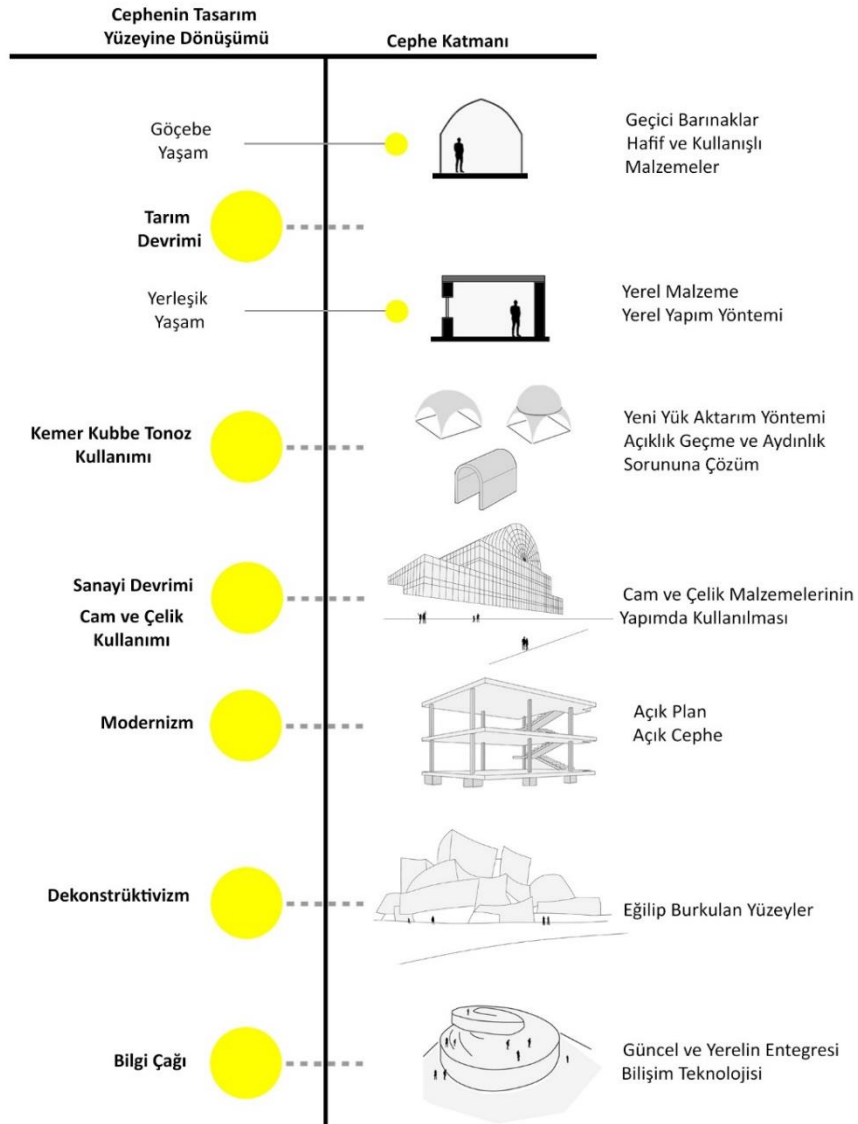 Cephenin Tasarım
Yüzeyine Dönüşümü
Cephe Katmanı
Göçebe
Yaşam
Geçici Barınaklar
Hafif ve Kullanışlı
Malzemeler
Tarım
Devrimi
Yerleşik
Yaşam
Yerel Malzeme
Yerel Yapım Yöntemi
Kemer Kubbe Tonoz
Kullanımı
Yeni Yük Aktarım Yöntemi
Açıklık Geçme ve Aydınlık
Sorununa Çözüm
Sanayi Devrimi
Cam ve Çelik
Kullanımı
Cam ve Çelik Malzemelerinin
Yapımda Kullanılması
Modernizm
Açık Plan
Açık Cephe
Dekonstrüktivizm
Eğilip Burkulan Yüzeyler
Bilgi Çağı
Güncel ve Yerelin Entegresi
Bilişim Teknolojisi